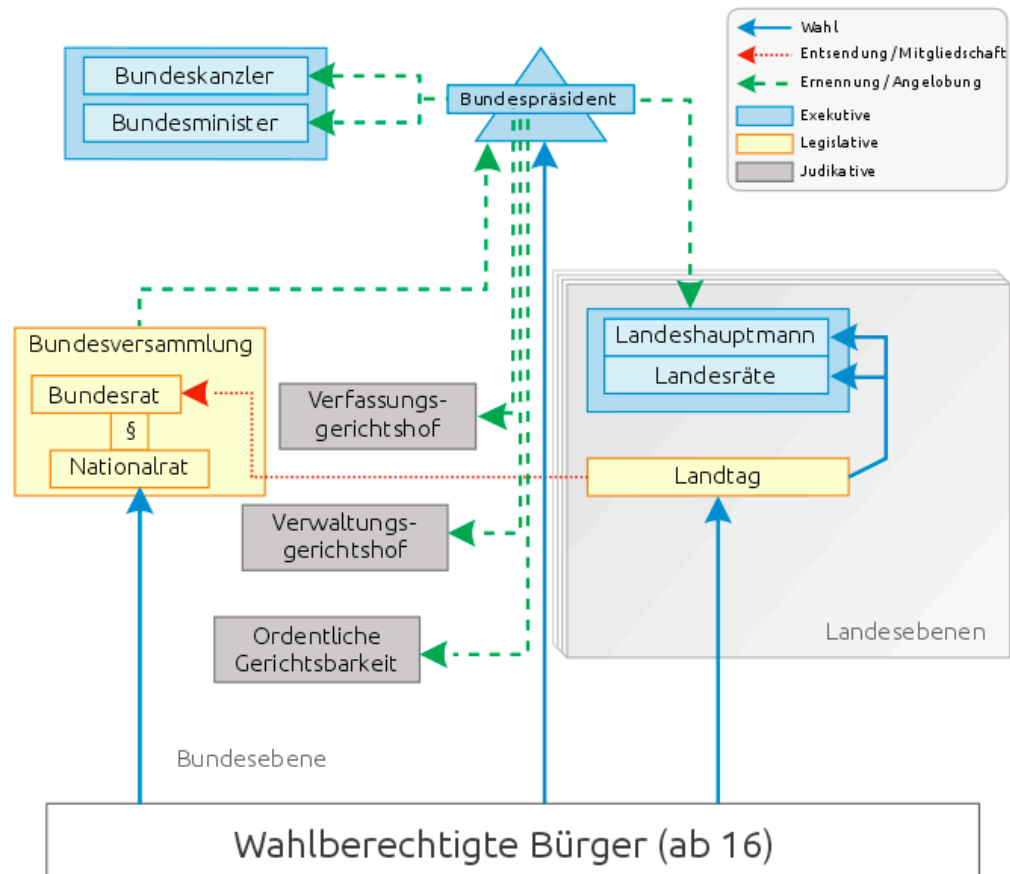 Wahl
Entsendung/Mitgliedschaft
Ernennung/Angelobung
Exekutive
Legislative
Judikative
Bundeskanzler
Bundesminister
Bundespräsident
Bundesversammlung
Bundesrat
§
Nationalrat
Verfassungs-
gerichtshof
Verwaltungs-
gerichtshof
Ordentliche
Gerichtsbarkeit
Landeshauptmann
Landesräte
Landtag
Landesebenen
Bundesebene
Wahlberechtigte Bürger (ab 16)